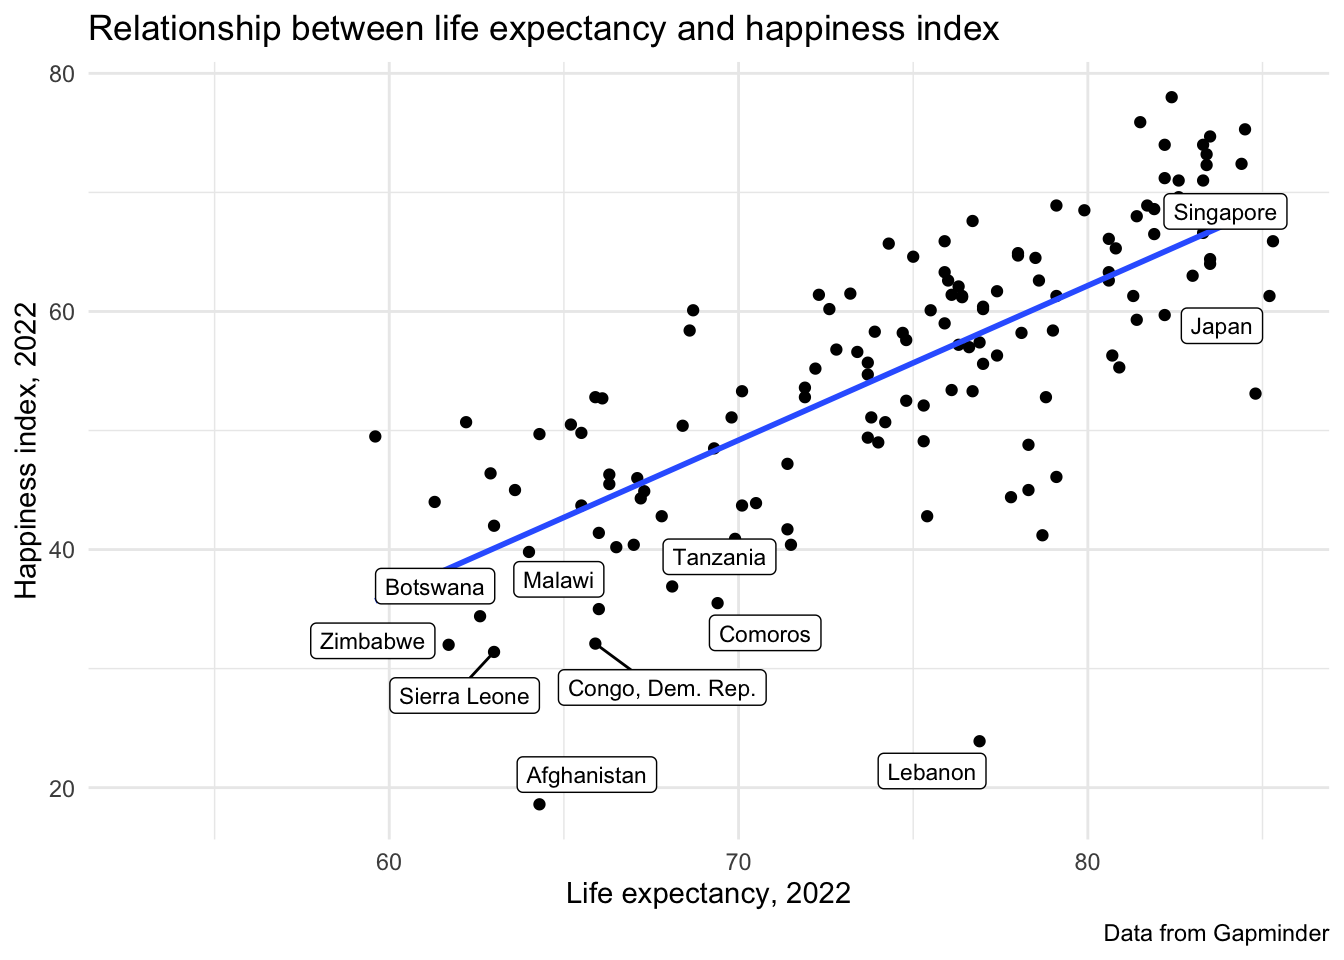 Relationship between life expectancy and happiness index
80
60
40
20
Happiness index, 2022
Singapore
Japan
Tanzania
Botswana
Malawi
Zimbabwe
Comoros
Sierra Leone
Congo, Dem. Rep.
Afghanistan
Lebanon
60
70
80
Life expectancy, 2022
Data from Gapminder